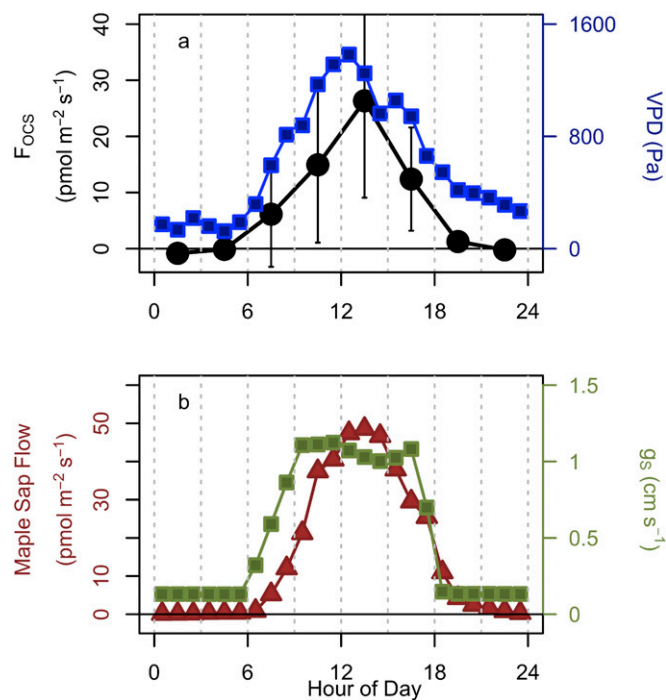 a
40
30
20
10
0
F_OCS
(pmol m⁻² s⁻¹)
1600
800
0
VPD (Pa)
0 6 12 18 24
b
50
30
10
0
Maple Sap Flow
(pmol m⁻² s⁻¹)
1.5
1
0.5
0
gs (cm s⁻¹)
0 6 12 18 24
Hour of Day